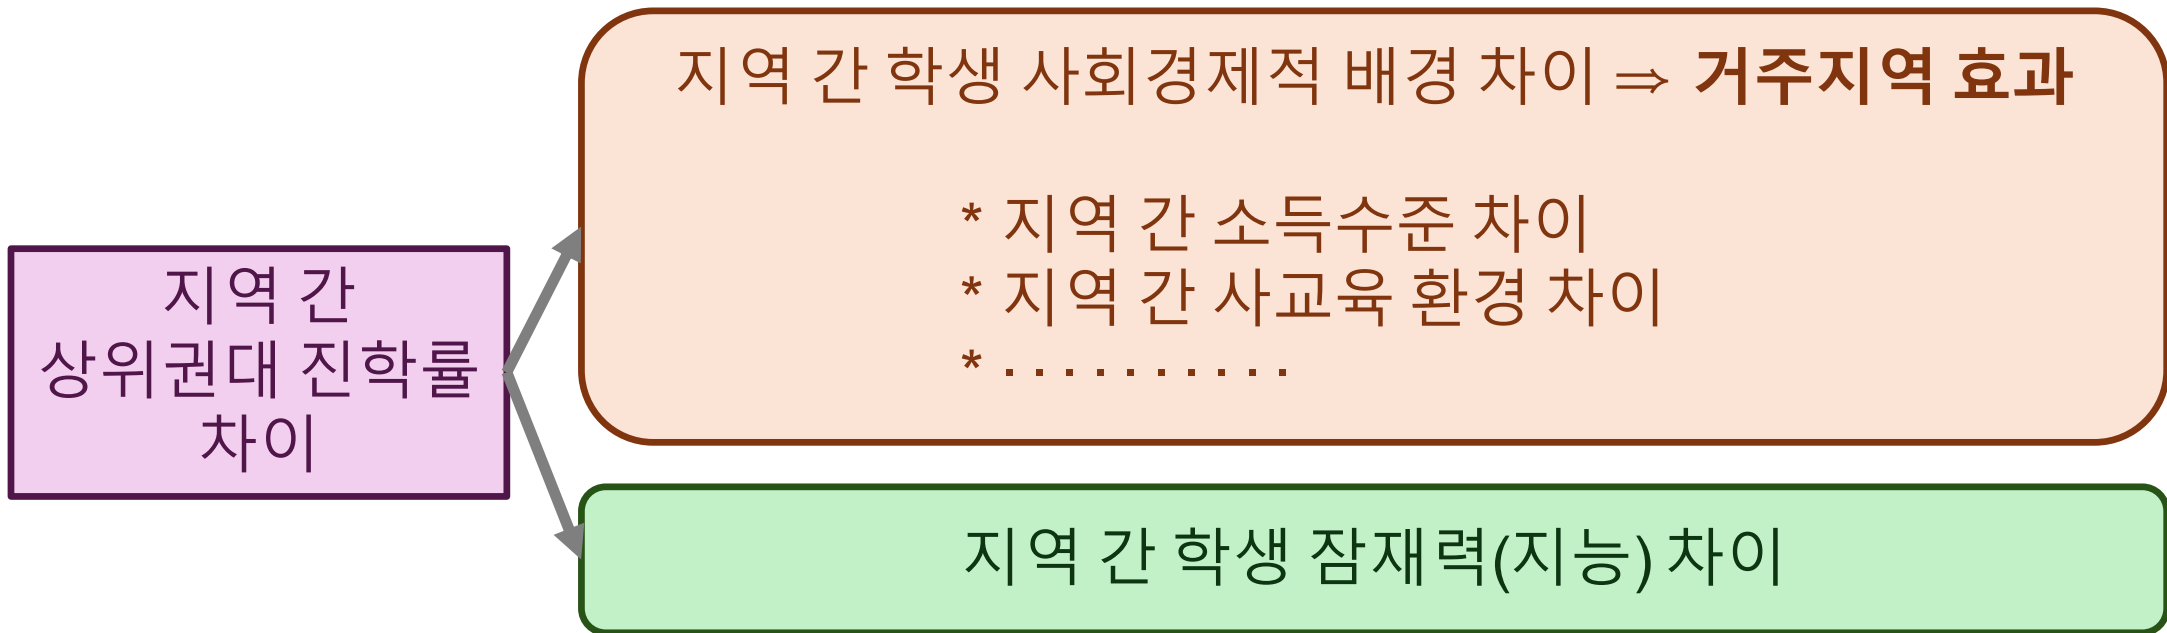 지역 간
상위권대 진학률
차이
지역 간 학생 사회경제적 배경 차이 ⇒ 거주지역 효과
* 지역 간 소득수준 차이
* 지역 간 사교육 환경 차이
* . . . . . . . . . .
지역 간 학생 잠재력(지능) 차이